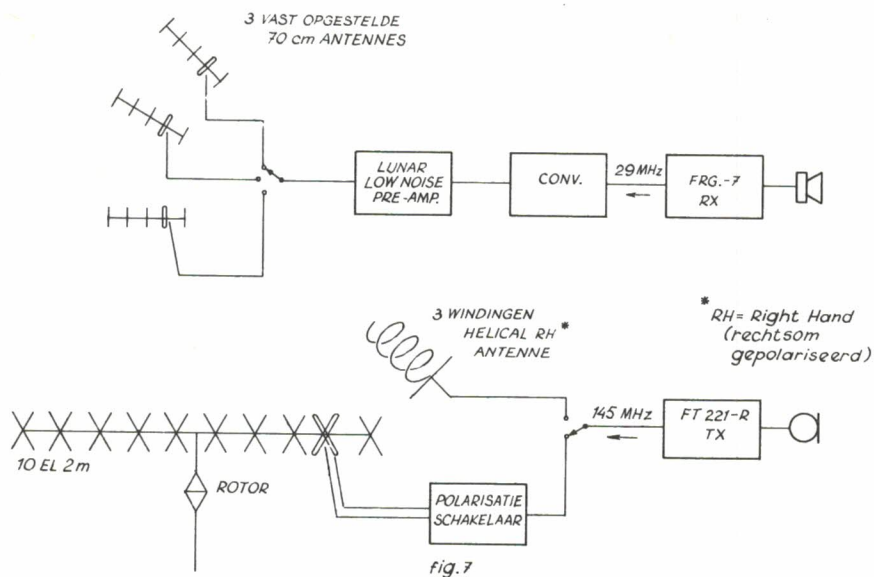 3 VAST OPGESTELDE
70 cm ANTENNES
LUNAR
LOW NOISE
PRE-AMP.
CONV.
29 MHz
FRG.-7
RX
3 WINDINGEN
HELICAL RH*
ANTENNE
* RH= Right Hand
(rechtsom
gepolariseerd)
145 MHz
FT 221-R
TX
10 EL 2m
ROTOR
POLARISATIE
SCHAKELAAR
fig.7